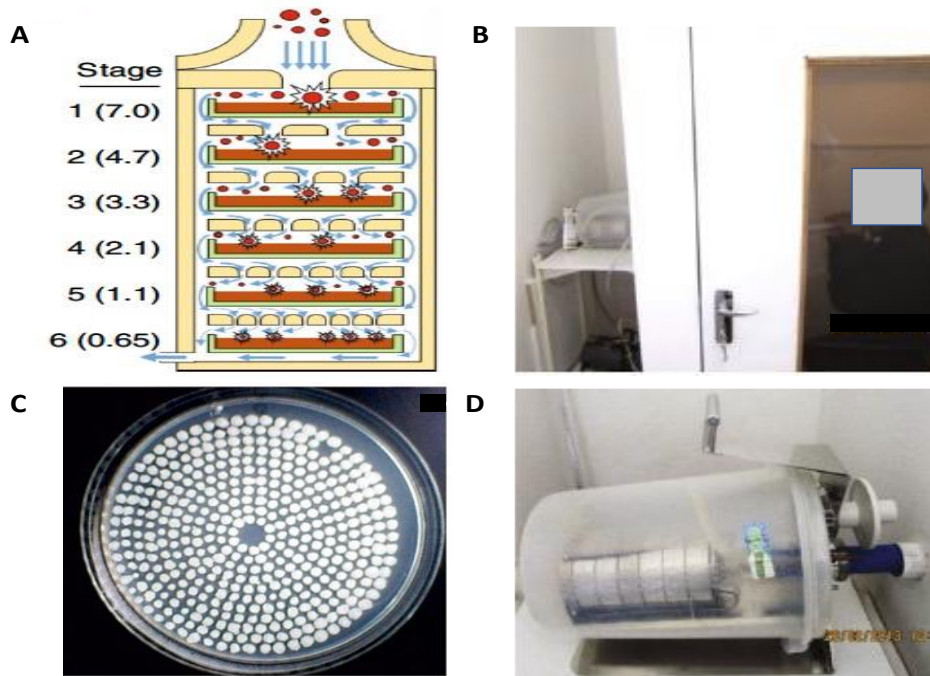 A
Stage
1 (7.0)
2 (4.7)
3 (3.3)
4 (2.1)
5 (1.1)
6 (0.65)
B
C
D